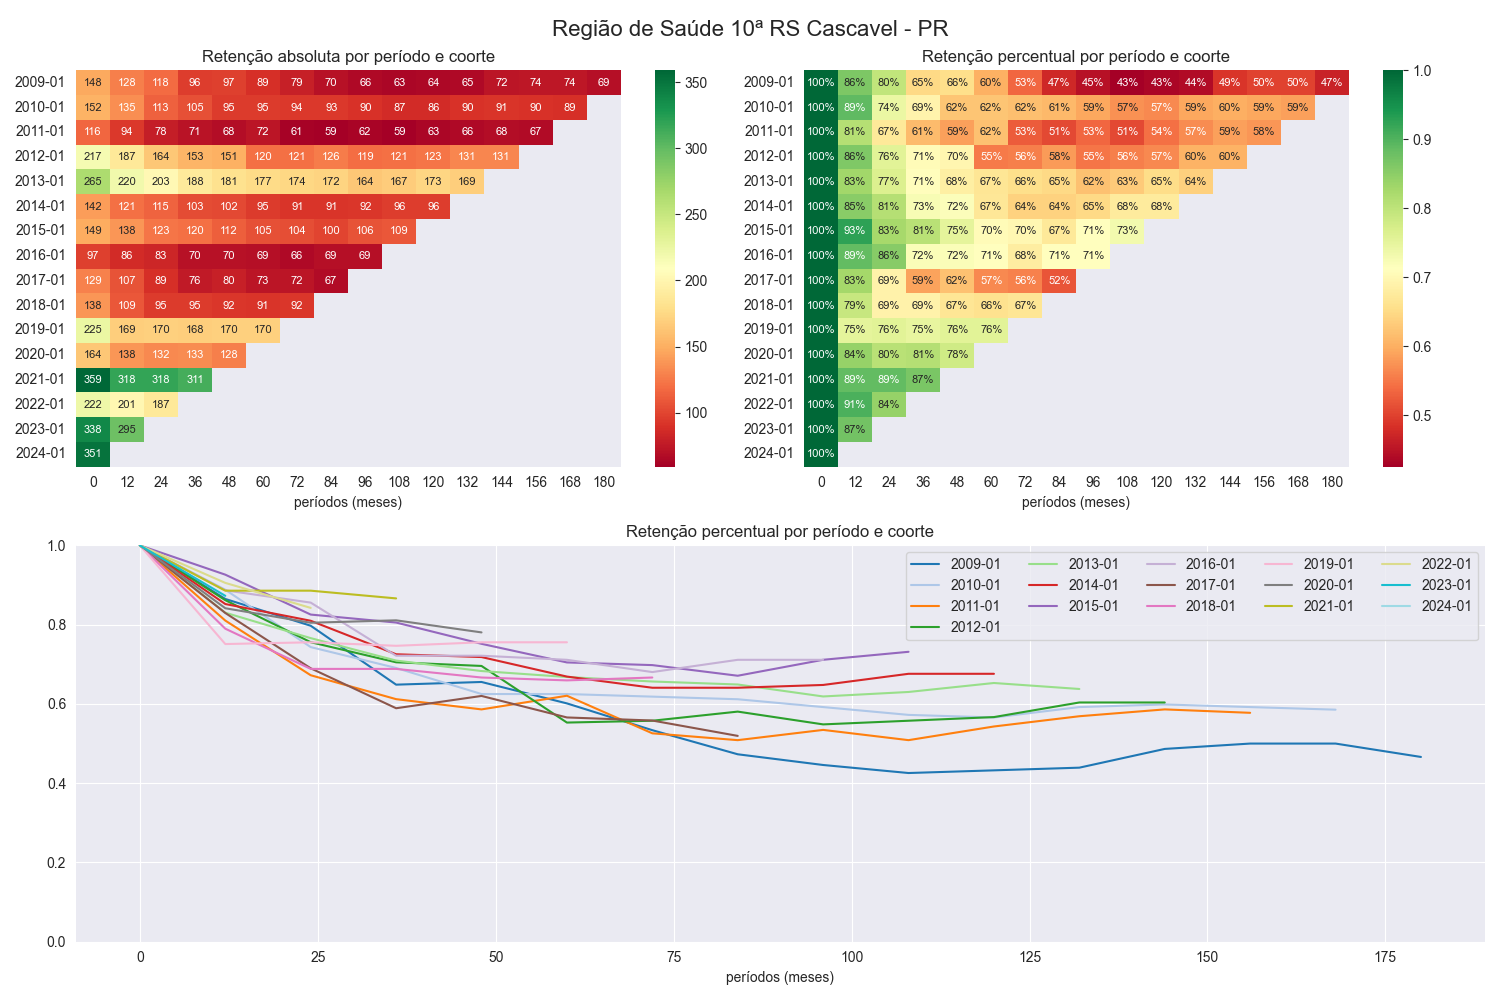 Região de Saúde 10ª RS Cascavel - PR
Retenção absoluta por período e coorte
2009-01 148 128 118 96 97 89 79 70 66 63 64 65 72 74 74 69
2010-01 152 135 113 105 95 95 94 93 90 87 86 90 91 90 89
2011-01 116 94 78 71 68 72 61 59 62 59 63 66 68 67
2012-01 217 187 164 153 151 120 121 126 119 121 123 131 131
2013-01 265 220 203 188 181 177 174 172 164 167 173 169
2014-01 142 121 115 103 102 95 91 91 92 96 96
2015-01 149 138 123 120 112 105 104 100 106 109
2016-01 97 86 83 70 70 69 66 69 69
2017-01 129 107 89 76 80 73 72 67
2018-01 138 109 95 95 92 91 92
2019-01 225 169 170 168 170 170
2020-01 164 138 132 133 128
2021-01 359 318 318 311
2022-01 222 201 187
2023-01 338 295
2024-01 351
0 12 24 36 48 60 72 84 96 108 120 132 144 156 168 180
períodos (meses)
350
300
250
200
150
100
Retenção percentual por período e coorte
2009-01 100% 86% 80% 65% 66% 60% 53% 47% 45% 43% 43% 44% 49% 50% 50% 47%
2010-01 100% 89% 74% 69% 62% 62% 62% 61% 59% 57% 57% 59% 60% 59% 59%
2011-01 100% 81% 67% 61% 59% 62% 53% 51% 53% 51% 54% 57% 59% 58%
2012-01 100% 86% 76% 71% 70% 55% 56% 58% 55% 56% 57% 60% 60%
2013-01 100% 83% 77% 71% 68% 67% 66% 65% 62% 63% 65% 64%
2014-01 100% 85% 81% 73% 72% 67% 64% 64% 65% 68% 68%
2015-01 100% 93% 83% 81% 75% 70% 70% 67% 71% 73%
2016-01 100% 89% 86% 72% 72% 71% 68% 71% 71%
2017-01 100% 83% 69% 59% 62% 57% 56% 52%
2018-01 100% 79% 69% 69% 67% 66% 67%
2019-01 100% 75% 76% 75% 76% 76%
2020-01 100% 84% 80% 81% 78%
2021-01 100% 89% 89% 87%
2022-01 100% 91% 84%
2023-01 100% 87%
2024-01 100%
0 12 24 36 48 60 72 84 96 108 120 132 144 156 168 180
períodos (meses)
1.0
0.9
0.8
0.7
0.6
0.5
Retenção percentual por período e coorte
1.0
0.8
0.6
0.4
0.2
0.0
2009-01 2013-01 2016-01 2019-01 2022-01
2010-01 2014-01 2017-01 2020-01 2023-01
2011-01 2015-01 2018-01 2021-01 2024-01
2012-01
0 25 50 75 100 125 150 175
períodos (meses)